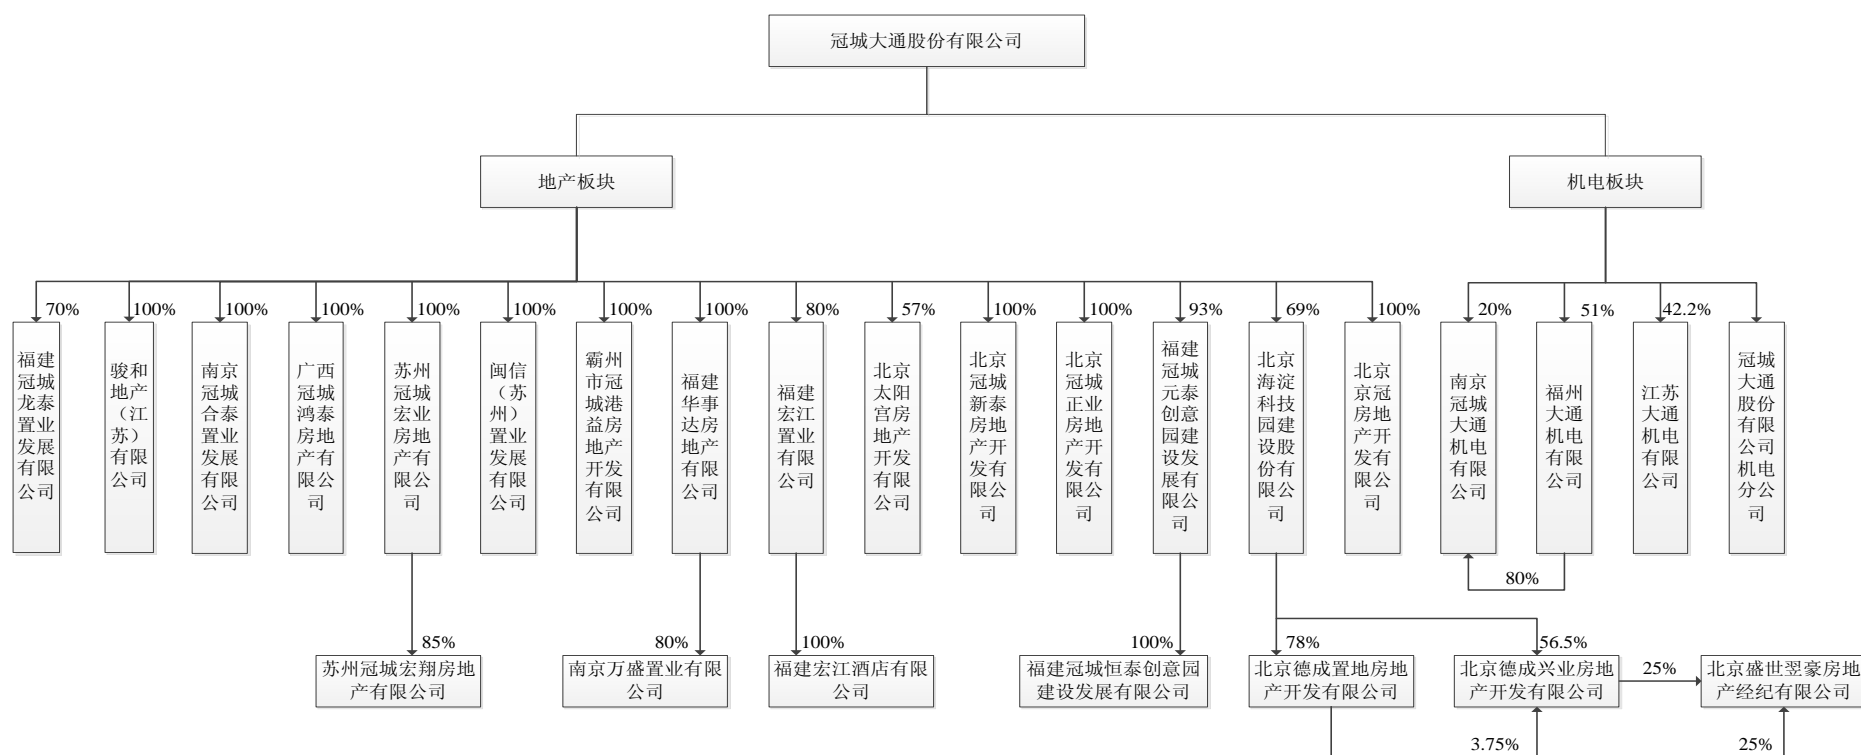 冠城大通股份有限公司
地产板块
机电板块
70%
100%
100%
100%
100%
100%
100%
100%
80%
57%
100%
100%
93%
69%
100%
20%
51%
42.2%
福建
冠城
龙泰
置业
发展
有限
公司
骏和
地产
（江
苏）
有限
公司
南京
冠城
合泰
置业
发展
有限
公司
广西
冠城
鸿泰
房地
产有
限公
司
苏州
冠城
宏业
房地
产有
限公
司
闽信
（苏
州）
置业
发展
有限
公司
霸州
市冠
城港
益房
地产
开发
有限
公司
福建
华事
达房
地产
有限
公司
福建
宏江
置业
有限
公司
北京
太阳
宫房
地产
开发
有限
公司
北京
冠城
新泰
房地
产开
发有
限公
司
北京
冠城
正业
房地
产开
发有
限公
司
福建
冠城
元泰
创意
园建
设发
展有
限公
司
北京
海淀
科技
园建
设股
份有
限公
司
北京
京冠
房地
产开
发有
限公
司
南京
冠城
大通
机电
有限
公司
福州
大通
机电
有限
公司
江苏
大通
机电
有限
公司
冠城
大通
股份
有限
公司
机电
分公
司
80%
85%
80%
100%
100%
78%
56.5%
苏州冠城宏翔房地
产有限公司
南京万盛置业有限
公司
福建宏江酒店有限
公司
福建冠城恒泰创意园
建设发展有限公司
北京德成置地房地
产开发有限公司
北京德成兴业房地
产开发有限公司
25%
北京盛世翌豪房地
产经纪有限公司
3.75%
25%